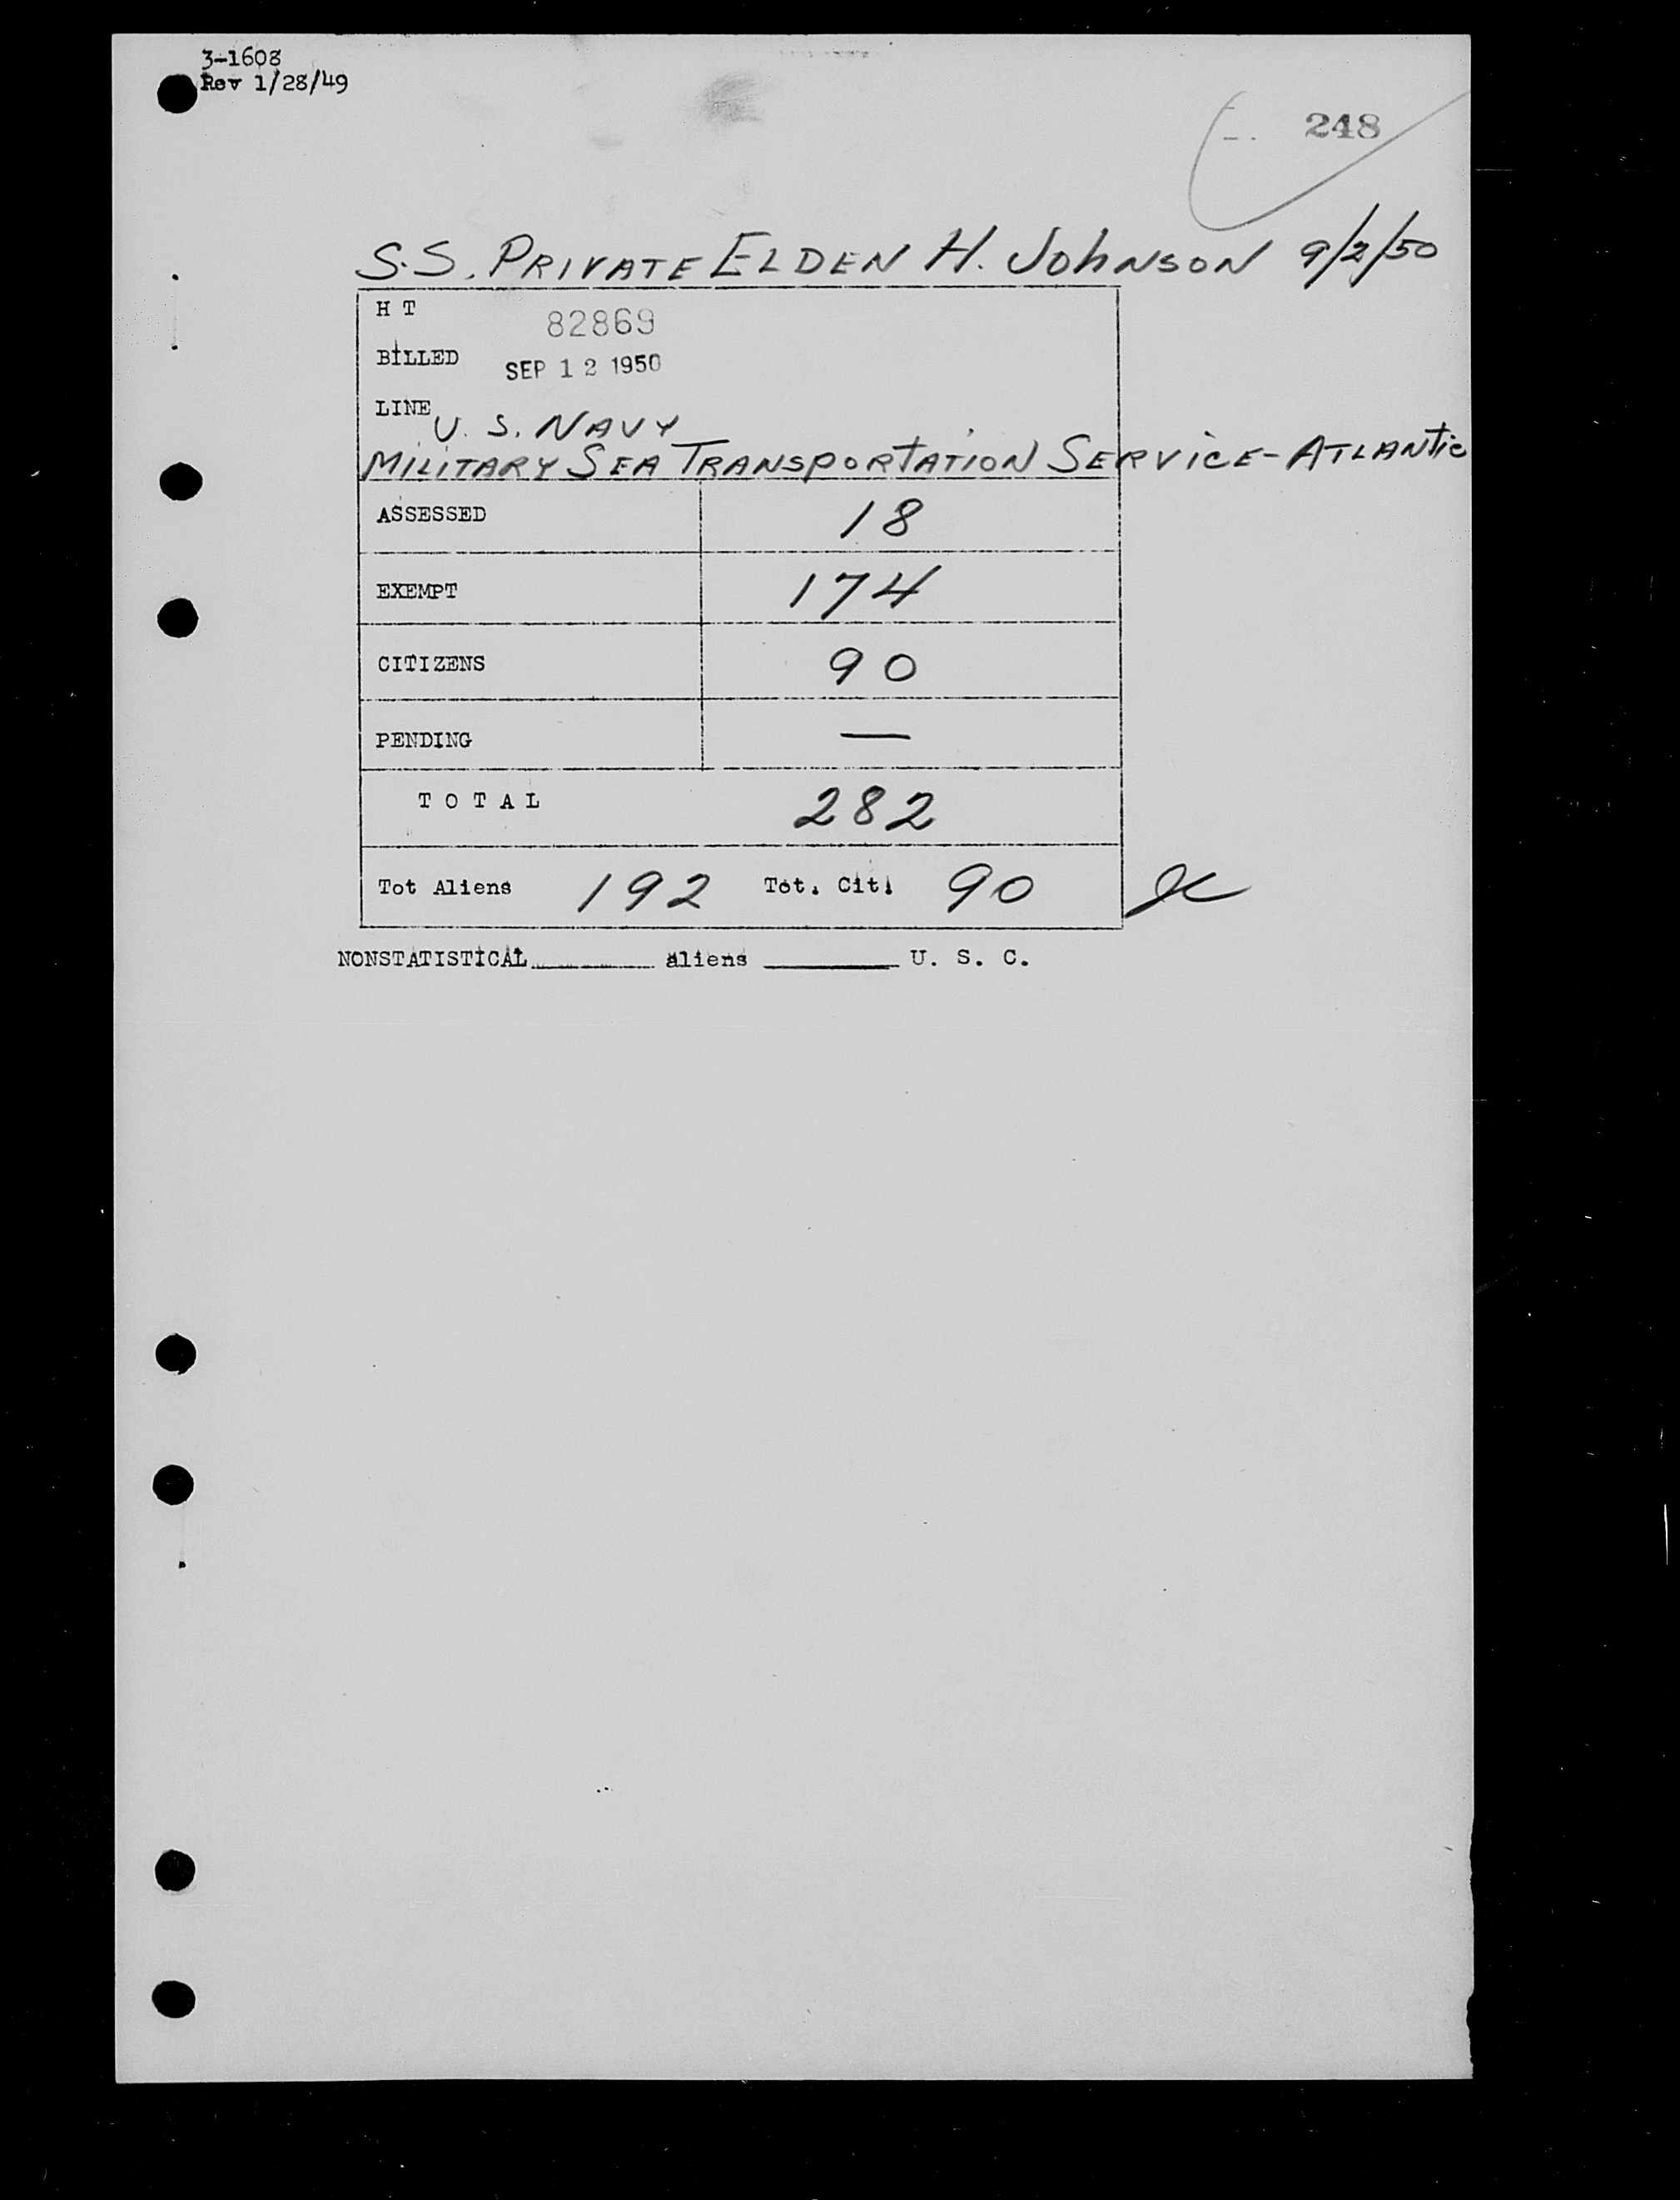 3-1608
Rev 1/28/49
248
S.S. PRIVATE ELDEN H. JOHNSON 9/2/50
H T 82869
BILLED SEP 12 1950
LINE U. S. NAVY
MILITARY SEA TRANSPORTATION SERVICE - ATLANTIC
ASSESSED 18
EXEMPT 174
CITIZENS 90
PENDING —
T O T A L 282
Tot Aliens 192 Tot. Cit. 90
NONSTATISTICAL__________ aliens __________ U. S. C.